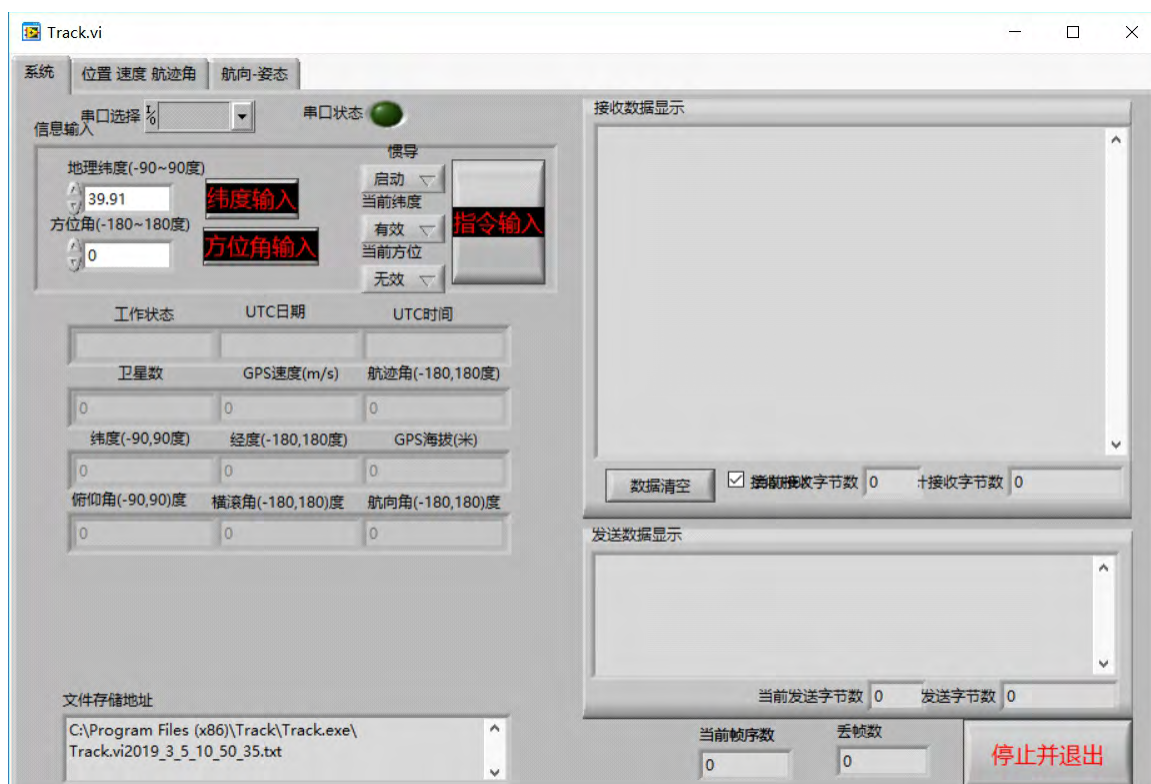 Track.vi
系统 位置 速度 航迹角 航向-姿态
串口选择 串口状态
信息输入
地理纬度(-90~90度)
39.91
纬度输入
方位角(-180~180度)
0
方位角输入
惯导
启动
当前纬度
有效
当前方位
无效
指令输入
工作状态 UTC日期 UTC时间
卫星数 GPS速度(m/s) 航迹角(-180,180度)
0 0 0
纬度(-90,90度) 经度(-180,180度) GPS海拔(米)
0 0 0
俯仰角(-90,90)度 横滚角(-180,180)度 航向角(-180,180)度
0 0 0
文件存储地址
C:\Program Files (x86)\Track\Track.exe\
Track.vi2019_3_5_10_50_35.txt
接收数据显示
数据清空 字节数 0 接收字节数 0
发送数据显示
当前发送字节数 0 发送字节数 0
当前帧序数 丢帧数
0 0
停止并退出